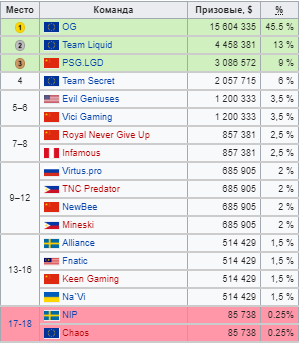 Место Команда Призовые, $ %
1 OG 15 604 335 45.5 %
2 Team Liquid 4 458 381 13 %
3 PSG.LGD 3 086 572 9 %
4 Team Secret 2 057 715 6 %
5–6 Evil Geniuses 1 200 333 3,5 %
Vici Gaming 1 200 333 3,5 %
7–8 Royal Never Give Up 857 381 2,5 %
Infamous 857 381 2,5 %
9–12 Virtus.pro 685 905 2 %
TNC Predator 685 905 2 %
NewBee 685 905 2 %
Mineski 685 905 2 %
13-16 Alliance 514 429 1,5 %
Fnatic 514 429 1,5 %
Keen Gaming 514 429 1,5 %
Na`Vi 514 429 1,5 %
17-18 NIP 85 738 0.25%
Chaos 85 738 0.25%